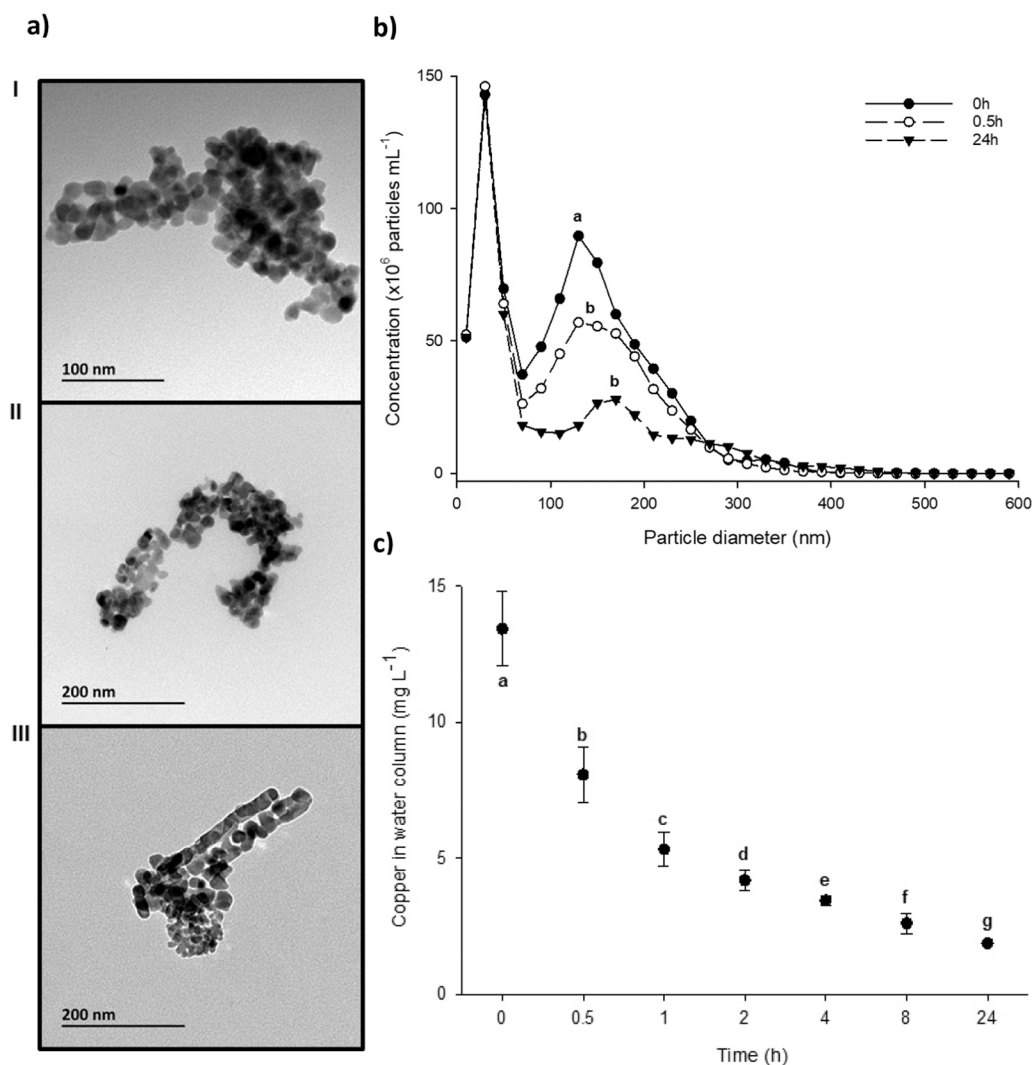 a)
I
100 nm
II
200 nm
III
200 nm
b)
Concentration (x10⁶ particles mL⁻¹)
150
100
50
0
0h
0.5h
24h
a
b
b
0 100 200 300 400 500 600
Particle diameter (nm)
c)
Copper in water column (mg L⁻¹)
15
10
5
0
a
b
c
d
e
f
g
0 0.5 1 2 4 8 24
Time (h)